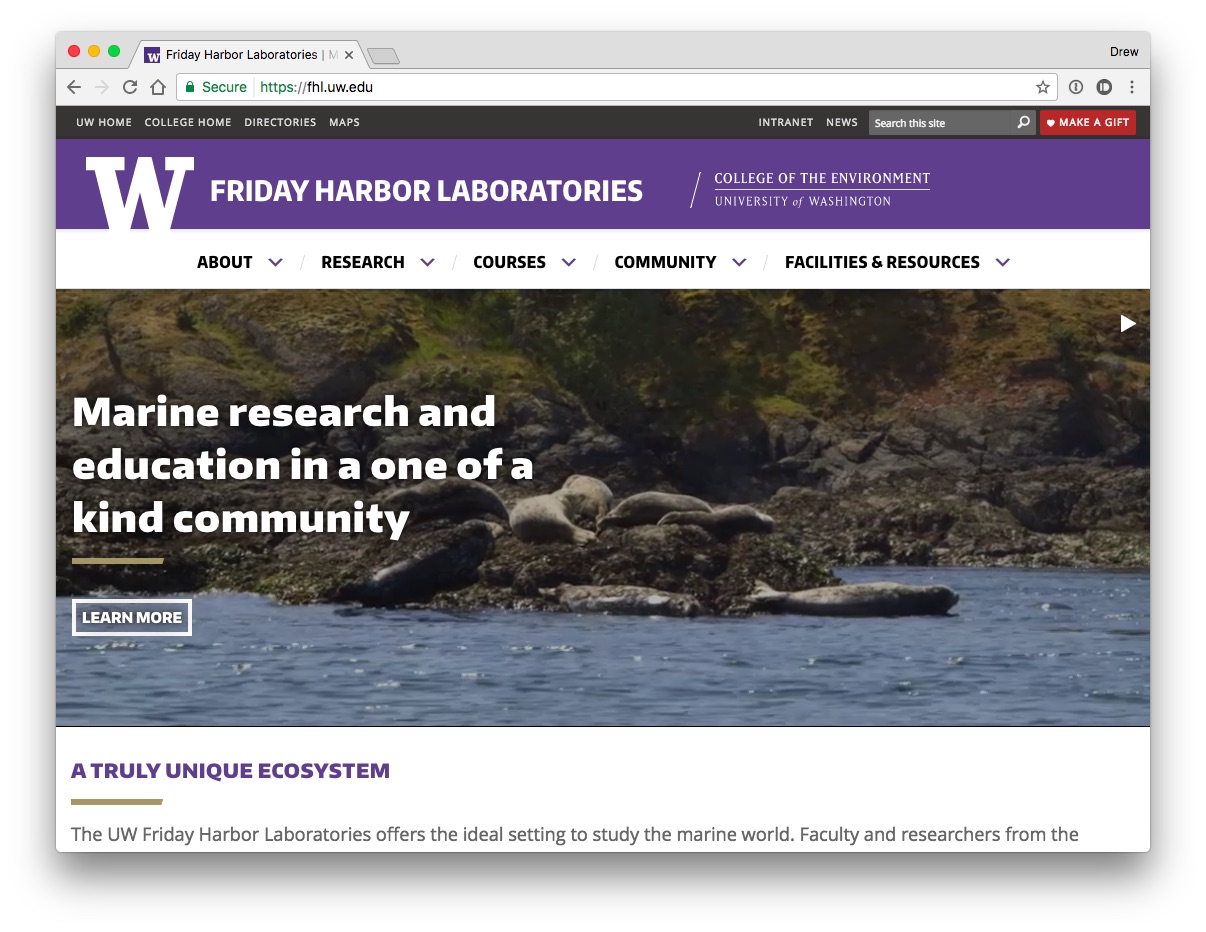 Friday Harbor Laboratories | M
Drew
Secure
https://fhl.uw.edu
UW HOME COLLEGE HOME DIRECTORIES MAPS
INTRANET NEWS Search this site MAKE A GIFT
W FRIDAY HARBOR LABORATORIES
COLLEGE OF THE ENVIRONMENT
UNIVERSITY of WASHINGTON
ABOUT RESEARCH COURSES COMMUNITY FACILITIES & RESOURCES
Marine research and
education in a one of a
kind community
LEARN MORE
A TRULY UNIQUE ECOSYSTEM
The UW Friday Harbor Laboratories offers the ideal setting to study the marine world. Faculty and researchers from the